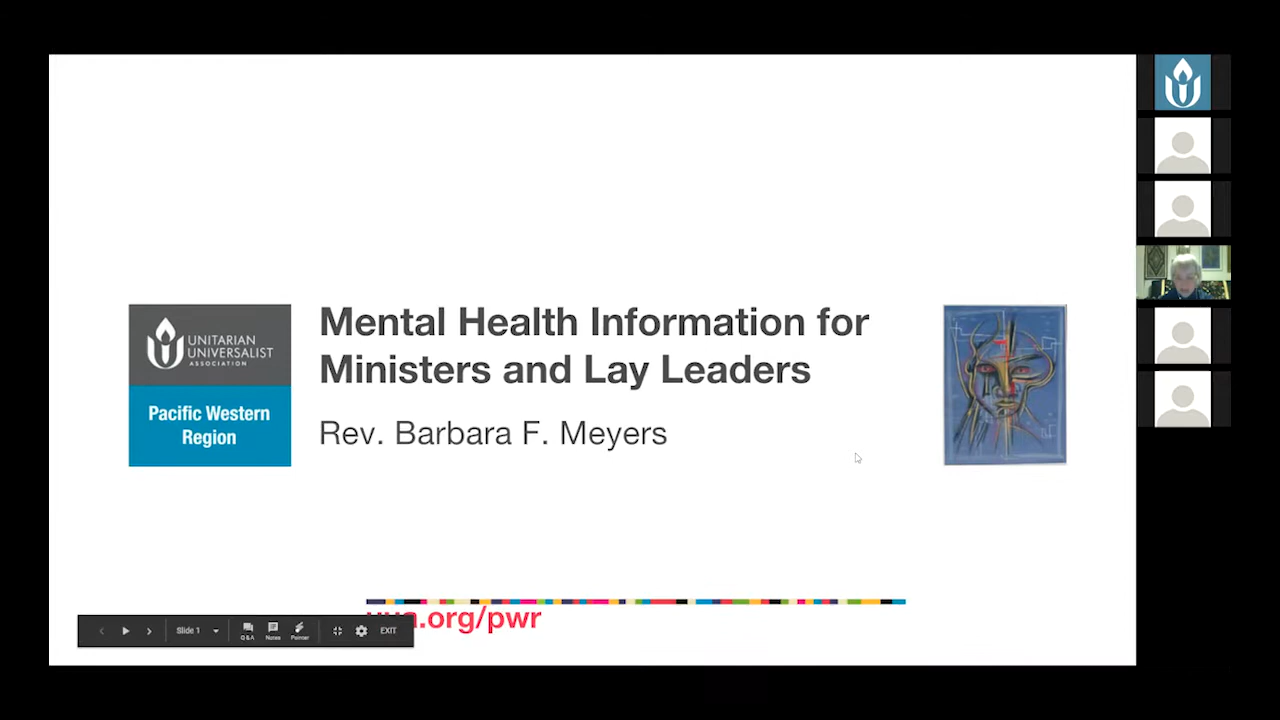 UNITARIAN
UNIVERSALIST
ASSOCIATION
Pacific Western
Region
Mental Health Information for
Ministers and Lay Leaders
Rev. Barbara F. Meyers
.org/pwr
Slide 1
Q&A
Notes
Pointer
EXIT